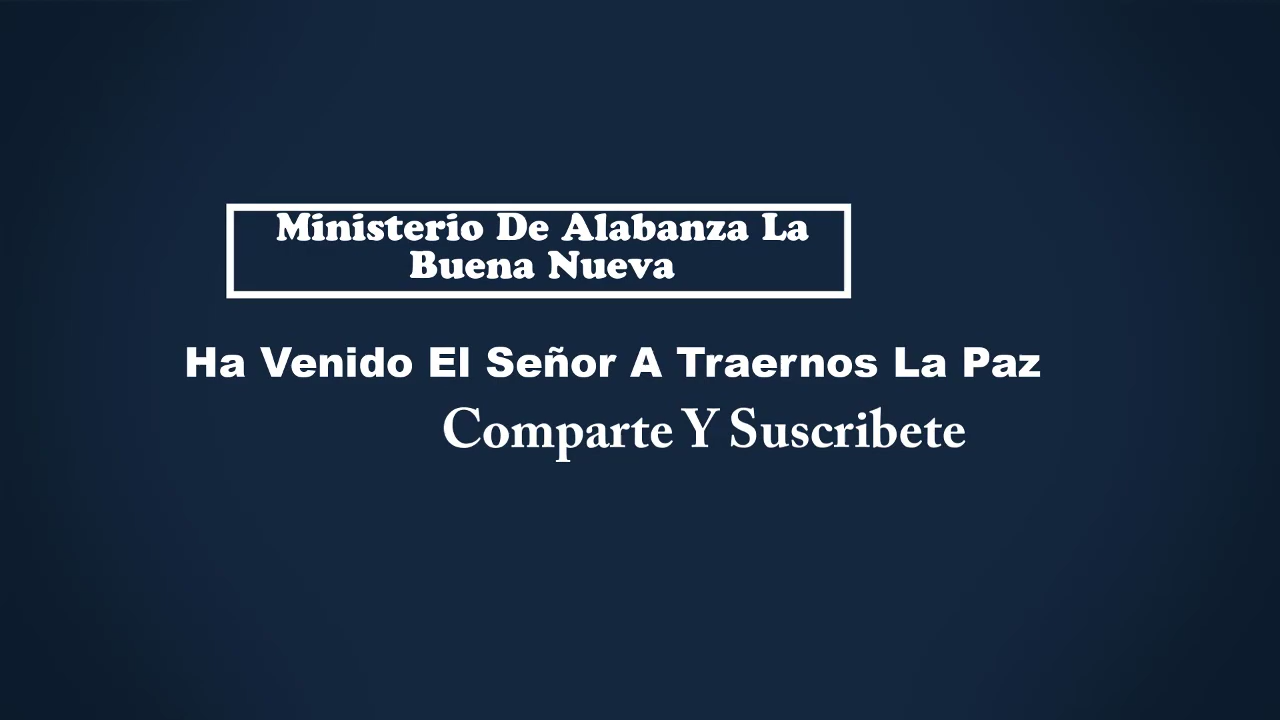 Ministerio De Alabanza La
Buena Nueva
Ha Venido El Señor A Traernos La Paz
Comparte Y Suscribete